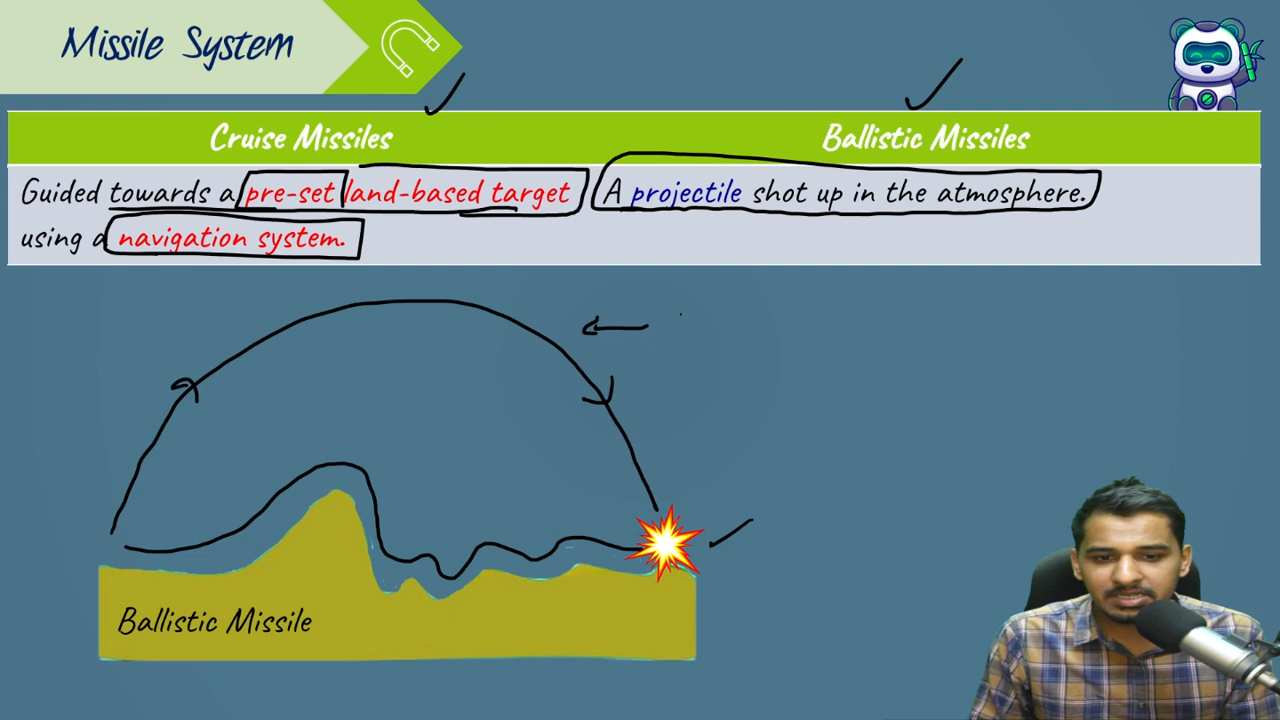 Missile System
Cruise Missiles
Ballistic Missiles
Guided towards a pre-set land-based target
using a navigation system.
A projectile shot up in the atmosphere.
Ballistic Missile